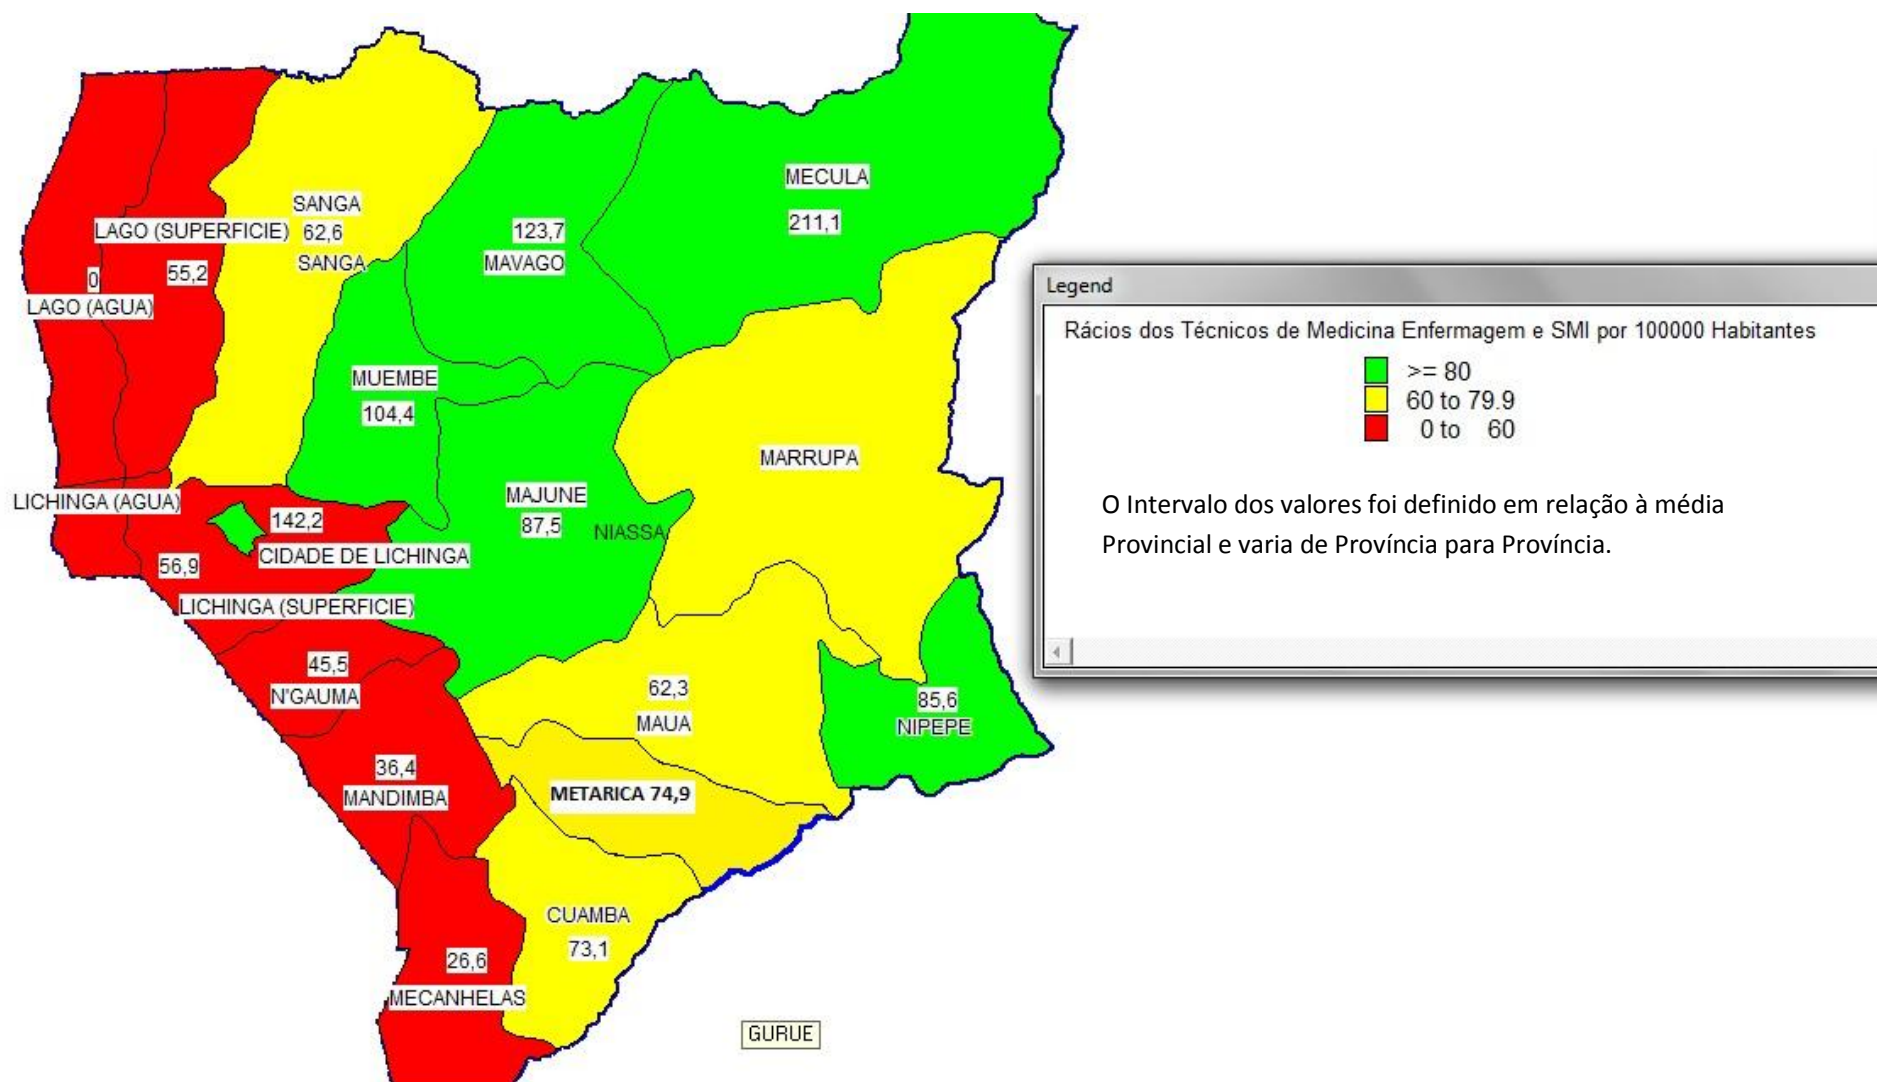 MECULA
211,1
SANGA
62,6
SANGA
LAGO (SUPERFICIE)
55,2
0
LAGO (AGUA)
123,7
MAVAGO
MUEMBE
104,4
MARRUPA
LICHINGA (AGUA)
142,2
CIDADE DE LICHINGA
56,9
LICHINGA (SUPERFICIE)
MAJUNE
87,5
NIASSA
45,5
N'GAUMA
62,3
MAUA
85,6
NIPEPE
36,4
MANDIMBA
METARICA 74,9
CUAMBA
73,1
26,6
MECANHELAS
GURUE
Legend
Rácios dos Técnicos de Medicina Enfermagem e SMI por 100000 Habitantes
>= 80
60 to 79.9
0 to 60
O Intervalo dos valores foi definido em relação à média
Provincial e varia de Província para Província.